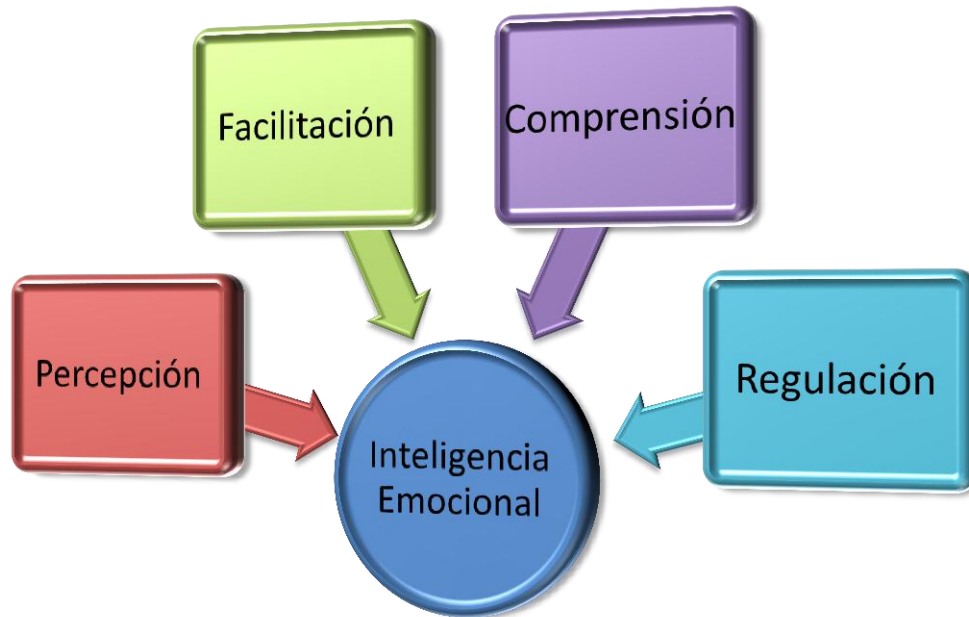 Facilitación
Comprensión
Percepción
Regulación
Inteligencia
Emocional